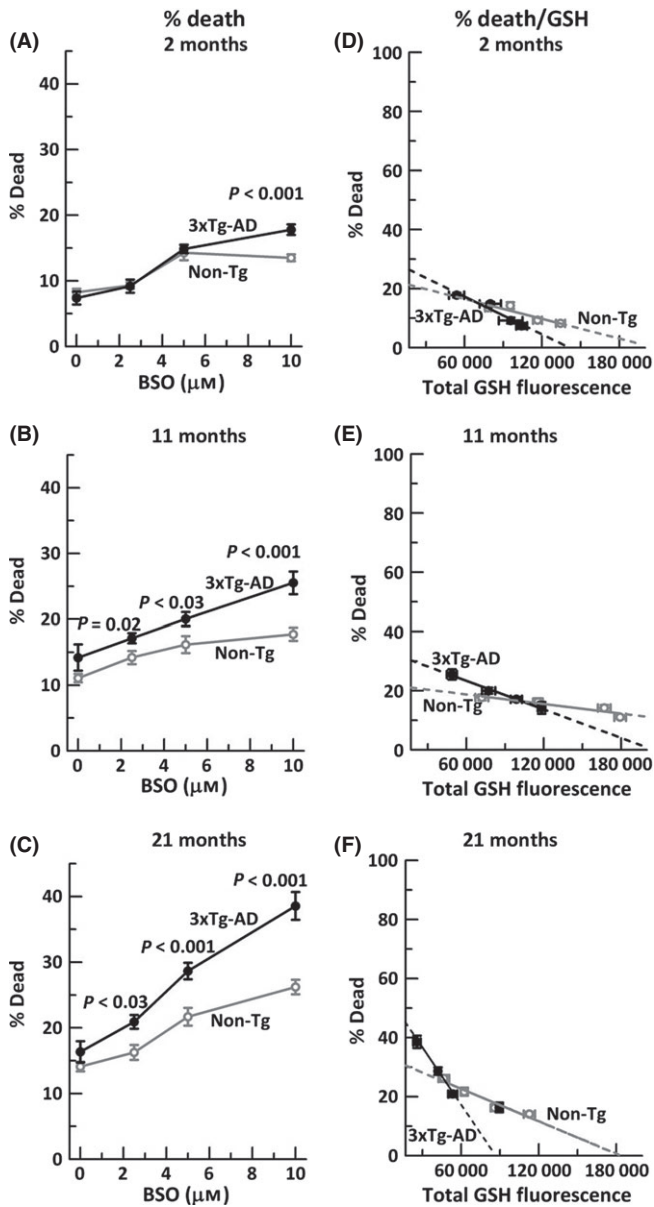 % death
2 months
(A)
40
30
20
10
0
% Dead
P < 0.001
3xTg-AD
Non-Tg
0 2 4 6 8 10
BSO (μM)
% death/GSH
2 months
(D)
100
80
60
40
20
0
% Dead
3xTg-AD
Non-Tg
60 000 120 000 180 000
Total GSH fluorescence
11 months
(B)
40
30
20
10
0
% Dead
P < 0.001
3xTg-AD
P < 0.03
P = 0.02
Non-Tg
0 2 4 6 8 10
BSO (μM)
11 months
(E)
100
80
60
40
20
0
% Dead
3xTg-AD
Non-Tg
60 000 120 000 180 000
Total GSH fluorescence
21 months
(C)
40
30
20
10
0
% Dead
P < 0.001
3xTg-AD
P < 0.001
P < 0.03
Non-Tg
0 2 4 6 8 10
BSO (μM)
21 months
(F)
100
80
60
40
20
0
% Dead
Non-Tg
3xTg-AD
60 000 120 000 180 000
Total GSH fluorescence